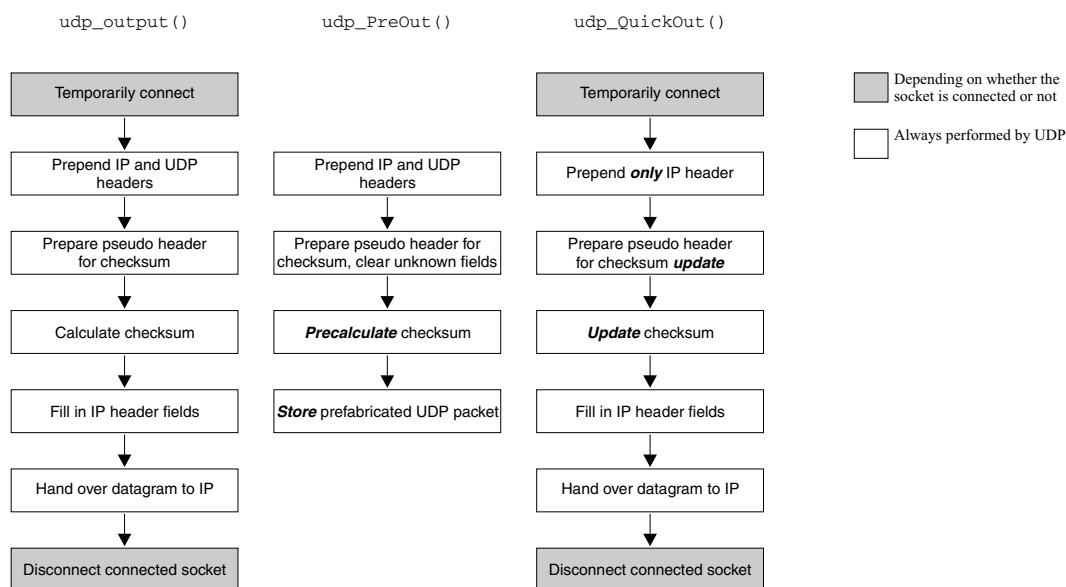 udp_output()
udp_PreOut()
udp_QuickOut()
Temporarily connect
Prepend IP and UDP
headers
Prepare pseudo header
for checksum
Calculate checksum
Fill in IP header fields
Hand over datagram to IP
Disconnect connected socket
Prepend IP and UDP
headers
Prepare pseudo header for
checksum, clear unknown fields
Precalculate checksum
Store prefabricated UDP packet
Temporarily connect
Prepend only IP header
Prepare pseudo header
for checksum update
Update checksum
Fill in IP header fields
Hand over datagram to IP
Disconnect connected socket
Depending on whether the
socket is connected or not
Always performed by UDP